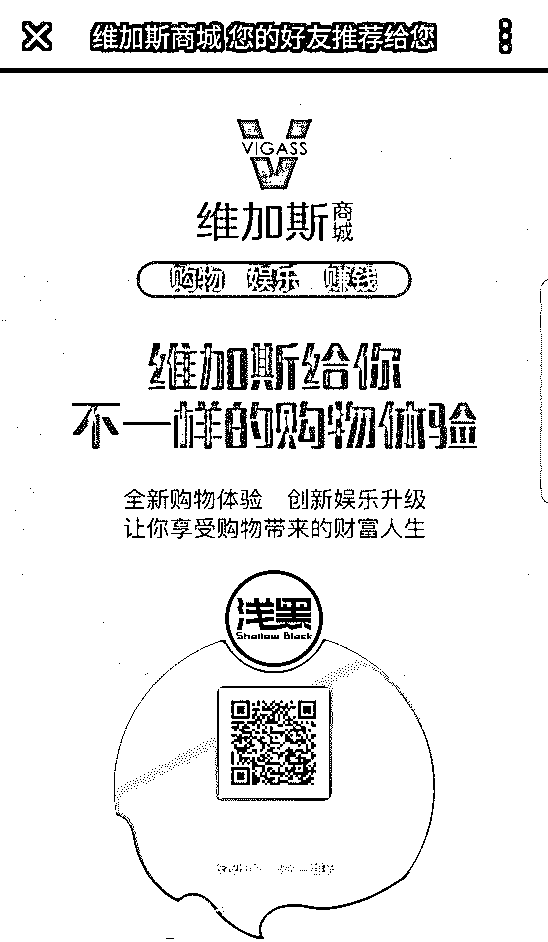 维加斯商城 您的好友推荐给您
VIGASS
维加斯商城
购物 娱乐 赚钱
维加斯给你
不一样的购物体验
全新购物体验 创新娱乐升级
让你享受购物带来的财富人生
浅黑
Shallow Black